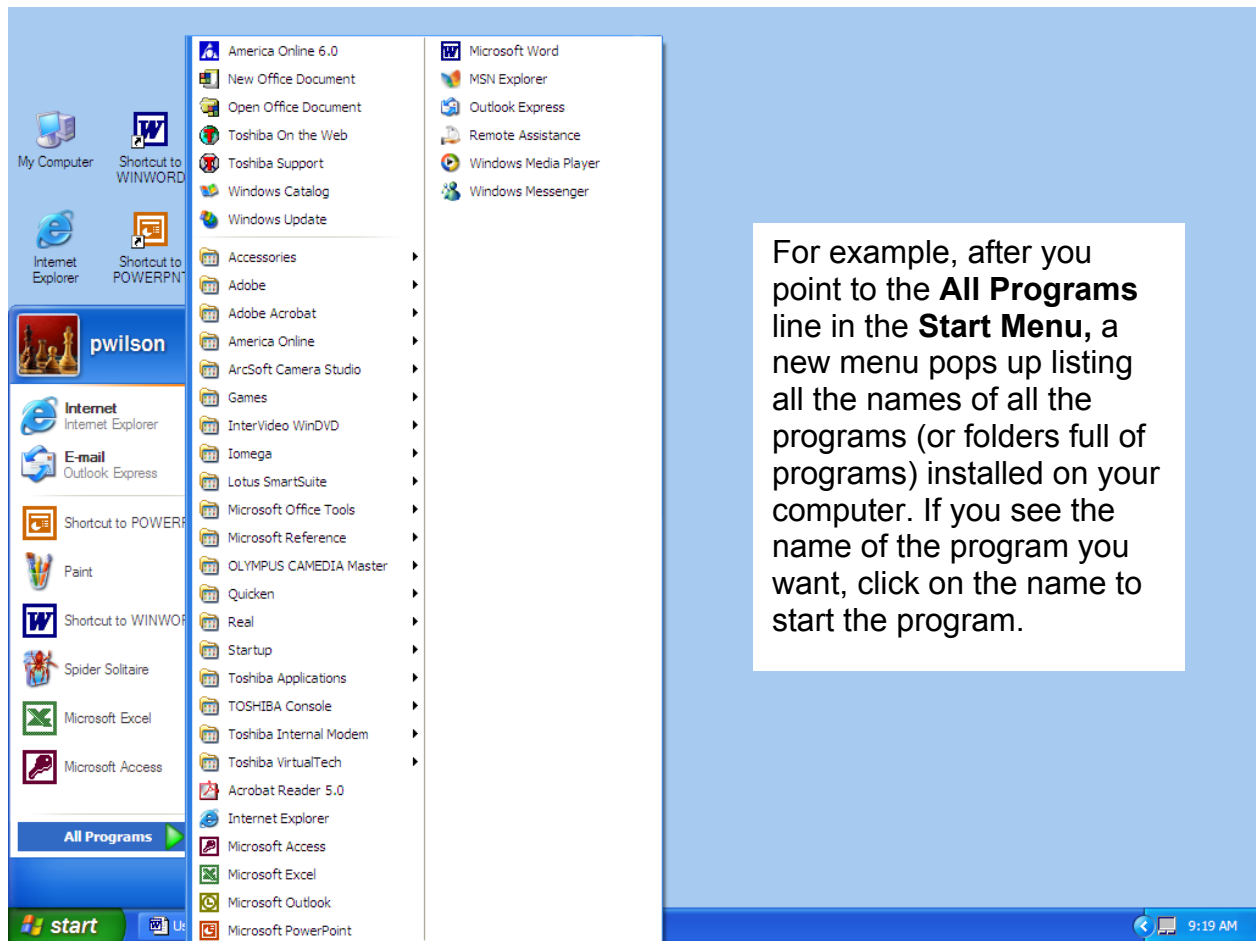 My Computer
Shortcut to
WINWORD
Internet
Explorer
Shortcut to
POWERPNT
pwilson
Internet
Internet Explorer
E-mail
Outlook Express
Shortcut to POWERP
Paint
Shortcut to WINWOR
Spider Solitaire
Microsoft Excel
Microsoft Access
All Programs
start
America Online 6.0
New Office Document
Open Office Document
Toshiba On the Web
Toshiba Support
Windows Catalog
Windows Update
Accessories
Adobe
Adobe Acrobat
America Online
ArcSoft Camera Studio
Games
InterVideo WinDVD
Iomega
Lotus SmartSuite
Microsoft Office Tools
Microsoft Reference
OLYMPUS CAMEDIA Master
Quicken
Real
Startup
Toshiba Applications
TOSHIBA Console
Toshiba Internal Modem
Toshiba VirtualTech
Acrobat Reader 5.0
Internet Explorer
Microsoft Access
Microsoft Excel
Microsoft Outlook
Microsoft PowerPoint
Microsoft Word
MSN Explorer
Outlook Express
Remote Assistance
Windows Media Player
Windows Messenger
For example, after you
point to the All Programs
line in the Start Menu, a
new menu pops up listing
all the names of all the
programs (or folders full of
programs) installed on your
computer. If you see the
name of the program you
want, click on the name to
start the program.
9:19 AM